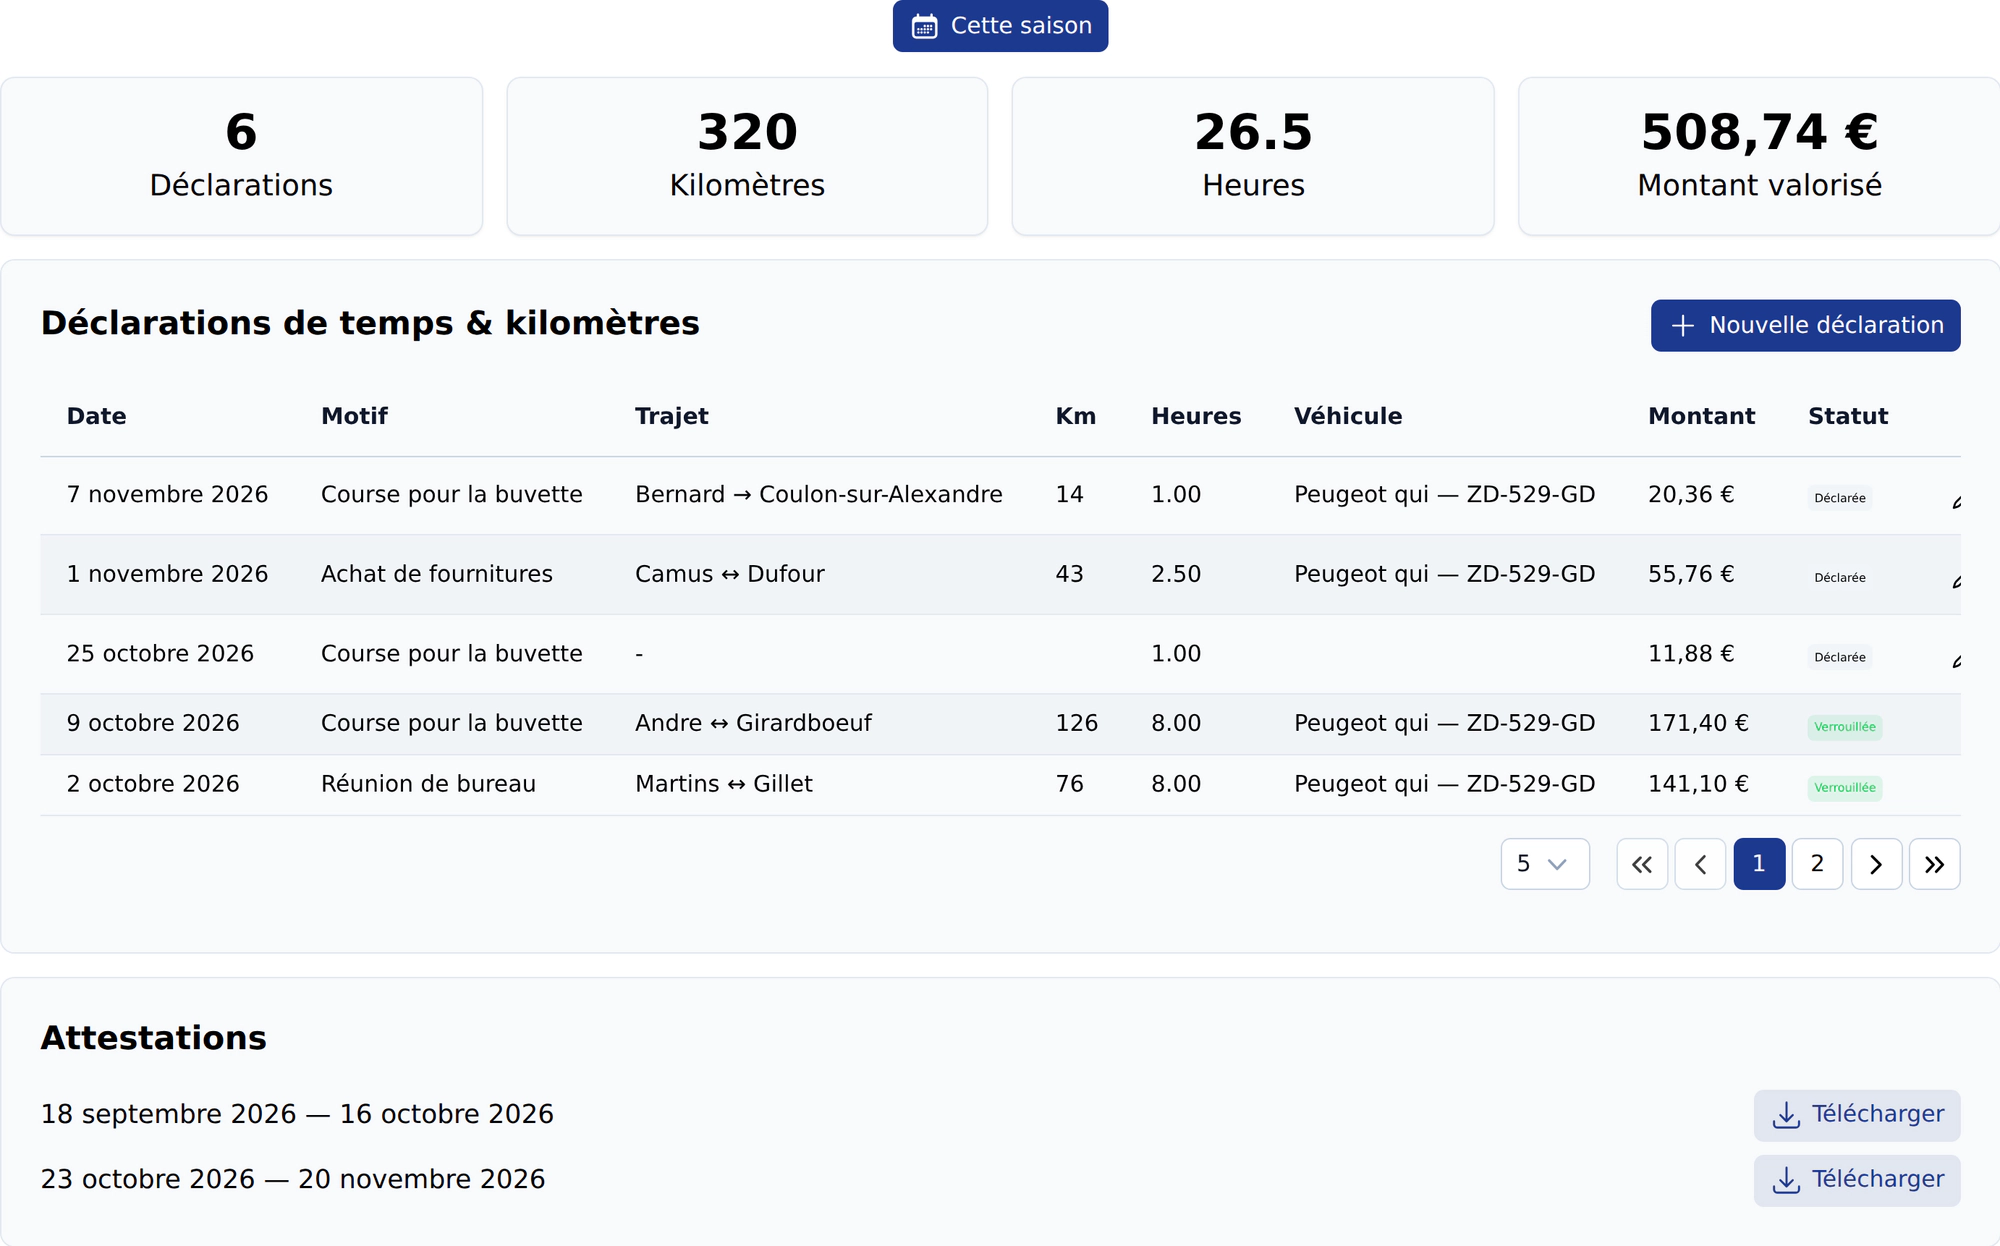 Cette saison
6
Déclarations
320
Kilomètres
26.5
Heures
508,74 €
Montant valorisé
Déclarations de temps & kilomètres
Nouvelle déclaration
Date Motif Trajet Km Heures Véhicule Montant Statut
7 novembre 2026 Course pour la buvette Bernard → Coulon-sur-Alexandre 14 1.00 Peugeot qui — ZD-529-GD 20,36 € Déclarée
1 novembre 2026 Achat de fournitures Camus ↔ Dufour 43 2.50 Peugeot qui — ZD-529-GD 55,76 € Déclarée
25 octobre 2026 Course pour la buvette - 1.00 11,88 € Déclarée
9 octobre 2026 Course pour la buvette Andre ↔ Girardboeuf 126 8.00 Peugeot qui — ZD-529-GD 171,40 € Verrouillée
2 octobre 2026 Réunion de bureau Martins ↔ Gillet 76 8.00 Peugeot qui — ZD-529-GD 141,10 € Verrouillée
5 1 2
Attestations
18 septembre 2026 — 16 octobre 2026 Télécharger
23 octobre 2026 — 20 novembre 2026 Télécharger